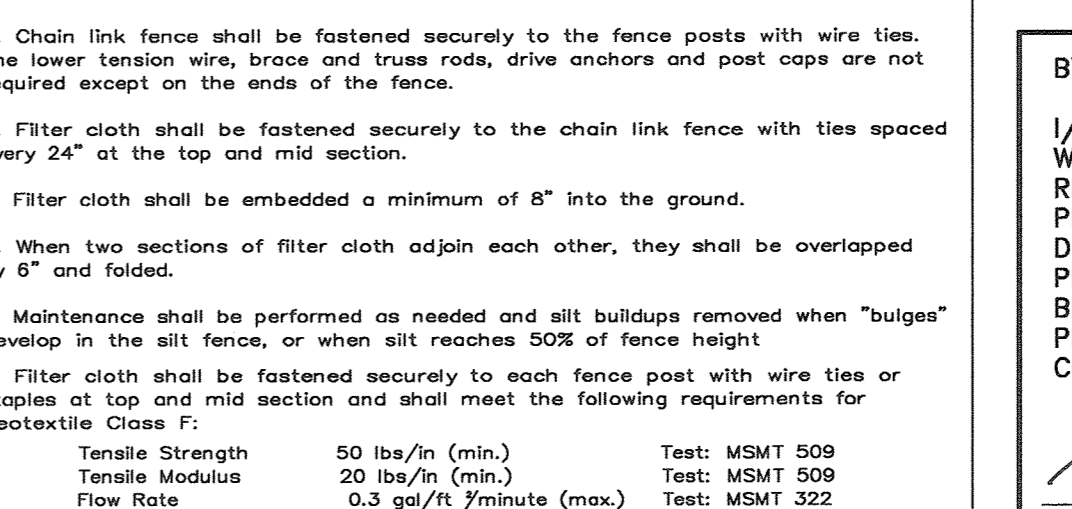 . Chain link fence shall be fastened securely to the fence posts with wire ties.
he lower tension wire, brace and truss rods, drive anchors and post caps are not
equired except on the ends of the fence.
. Filter cloth shall be fastened securely to the chain link fence with ties spaced
very 24" at the top and mid section.
Filter cloth shall be embedded a minimum of 8" into the ground.
. When two sections of filter cloth adjoin each other, they shall be overlapped
y 6" and folded.
Maintenance shall be performed as needed and silt buildups removed when "bulges"
evelop in the silt fence, or when silt reaches 50% of fence height
Filter cloth shall be fastened securely to each fence post with wire ties or
taples at top and mid section and shall meet the following requirements for
eotextile Class F:
Tensile Strength 50 lbs/in (min.) Test: MSMT 509
Tensile Modulus 20 lbs/in (min.) Test: MSMT 509
Flow Rate 0.3 gal/ft ²/minute (max.) Test: MSMT 322
B
I/
W
R
P
D
P
B
P
C